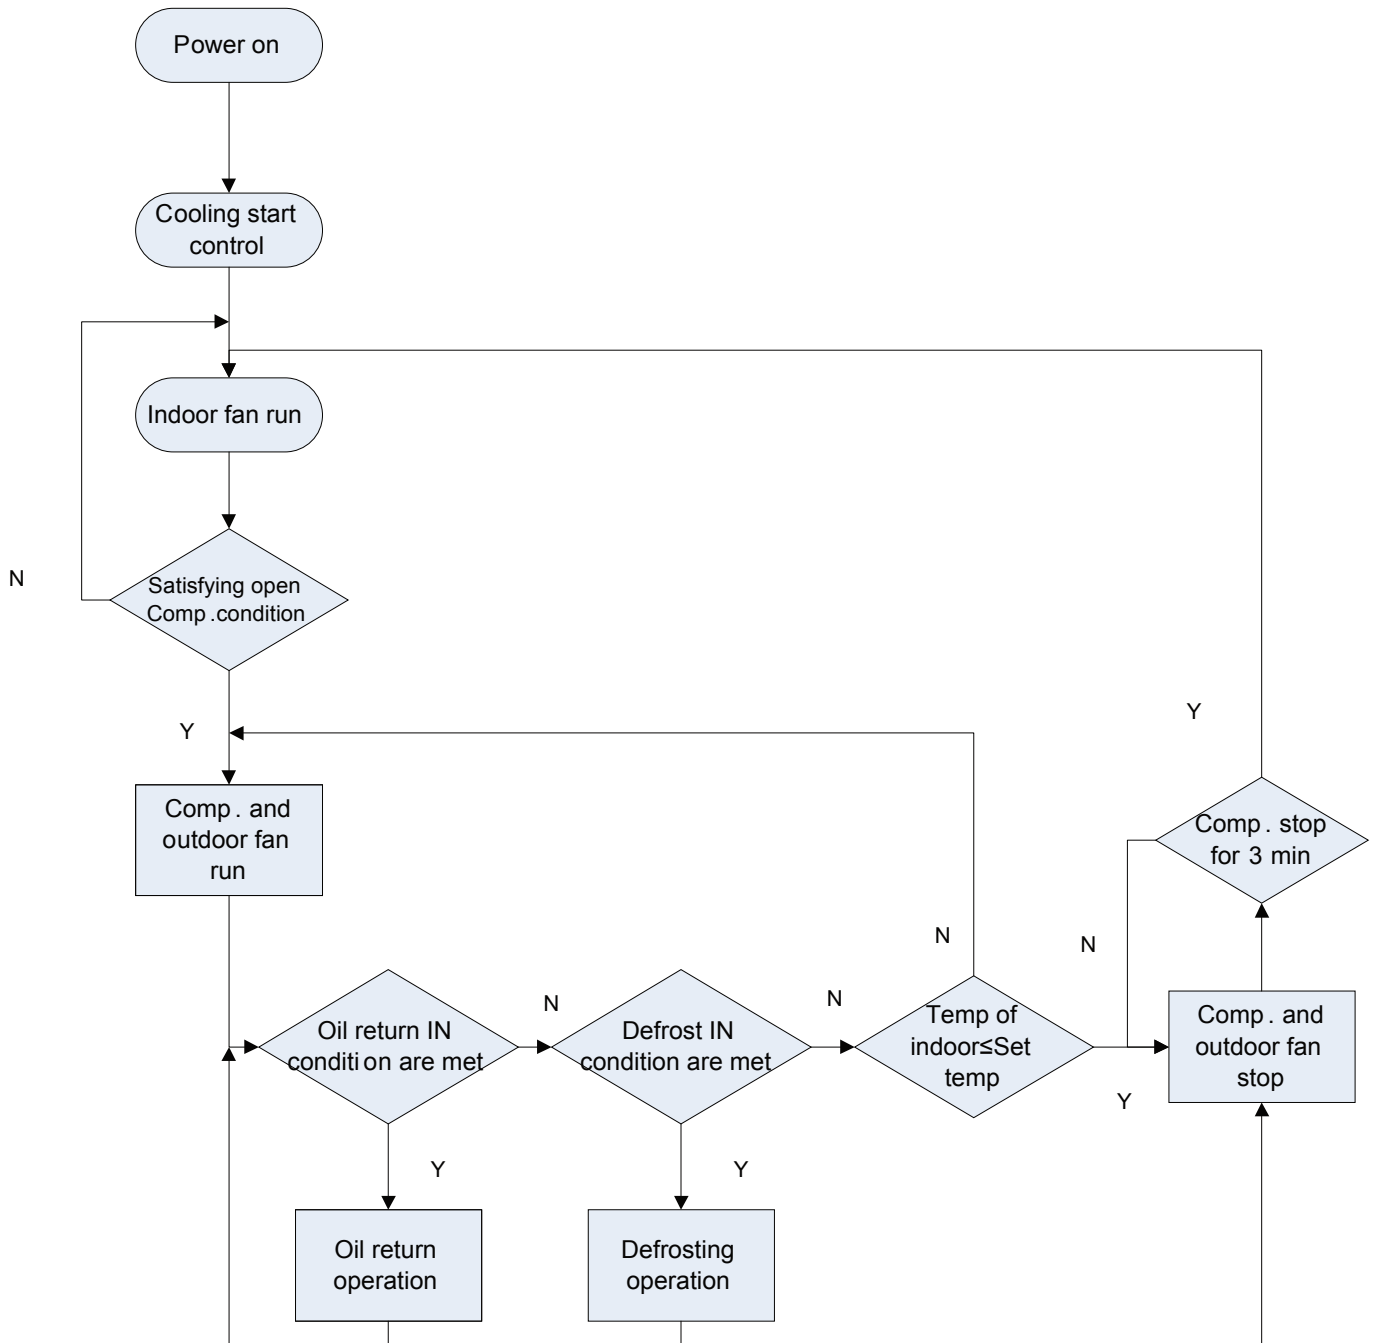 Power on
Cooling start
control
Indoor fan run
N
Satisfying open
Comp .condition
Y
Y
Comp . and
outdoor fan
run
Comp . stop
for 3 min
N
N
N
N
Oil return IN
condition are met
Defrost IN
condition are met
Temp of
indoor≤Set
temp
Comp . and
outdoor fan
stop
Y
Y
Y
Oil return
operation
Defrosting
operation